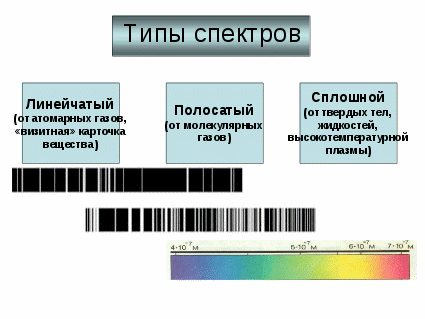 Типы спектров
Линейчатый
(от атомарных газов,
«визитная» карточка
вещества)
Полосатый
(от молекулярных
газов)
Сплошной
(от твердых тел,
жидкостей,
высокотемпературной
плазмы)
4·10⁻⁷ м 5·10⁻⁷ м 6·10⁻⁷ м 7·10⁻⁷ м